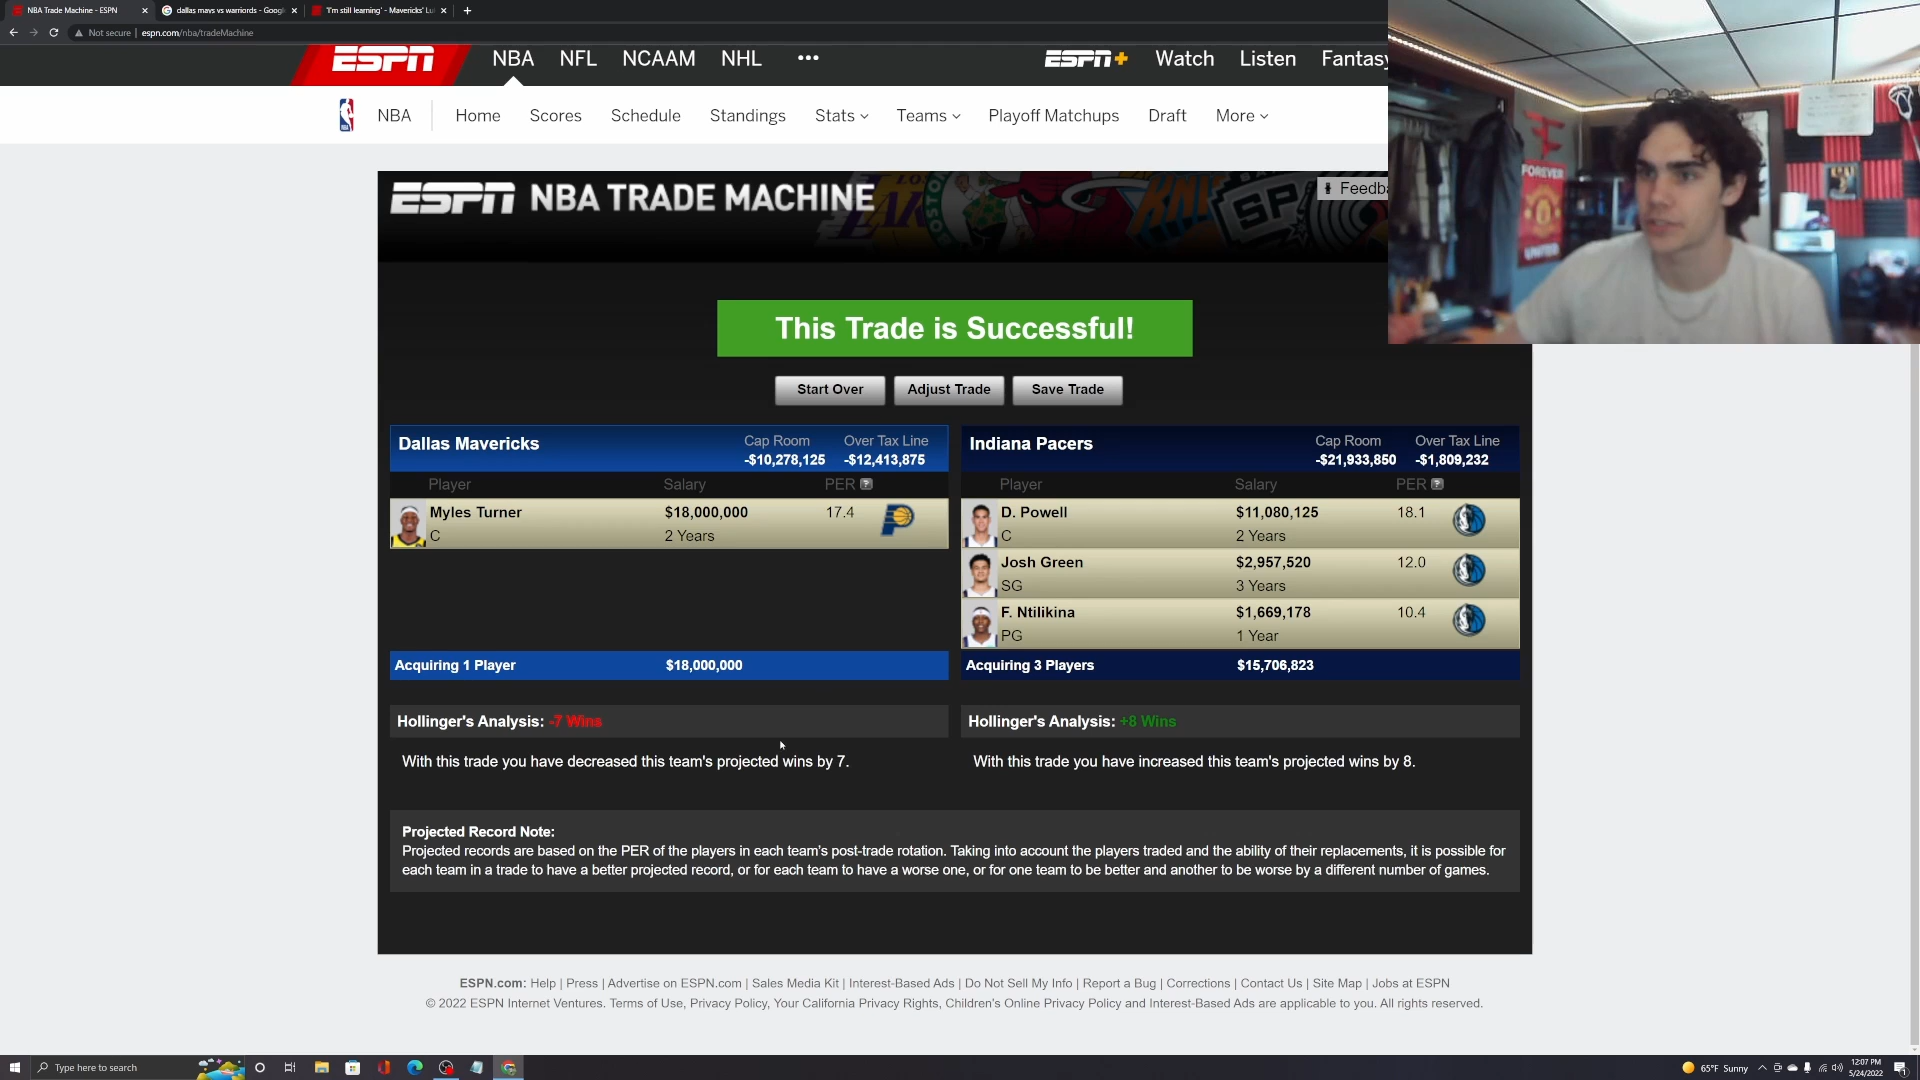 NBA Trade Machine - ESPN
dallas mavs vs warriords - Googl
'I'm still learning' - Mavericks' Lu
Not secure | espn.com/nba/tradeMachine
ESPN NBA NFL NCAAM NHL ••• ESPN+ Watch Listen Fantasy
NBA Home Scores Schedule Standings Stats Teams Playoff Matchups Draft More
ESPN NBA TRADE MACHINE
Feedba
FOREVER
UNITED
This Trade is Successful!
Start Over Adjust Trade Save Trade
Dallas Mavericks Cap Room -$10,278,125 Over Tax Line -$12,413,875
Player Salary PER ?
Myles Turner $18,000,000 17.4
C 2 Years
Acquiring 1 Player $18,000,000
Hollinger's Analysis: -7 Wins
With this trade you have decreased this team's projected wins by 7.
Indiana Pacers Cap Room -$21,933,850 Over Tax Line -$1,809,232
Player Salary PER ?
D. Powell $11,080,125 18.1
C 2 Years
Josh Green $2,957,520 12.0
SG 3 Years
F. Ntilikina $1,669,178 10.4
PG 1 Year
Acquiring 3 Players $15,706,823
Hollinger's Analysis: +8 Wins
With this trade you have increased this team's projected wins by 8.
Projected Record Note:
Projected records are based on the PER of the players in each team's post-trade rotation. Taking into account the players traded and the ability of their replacements, it is possible for
each team in a trade to have a better projected record, or for each team to have a worse one, or for one team to be better and another to be worse by a different number of games.
ESPN.com: Help | Press | Advertise on ESPN.com | Sales Media Kit | Interest-Based Ads | Do Not Sell My Info | Report a Bug | Corrections | Contact Us | Site Map | Jobs at ESPN
© 2022 ESPN Internet Ventures. Terms of Use, Privacy Policy, Your California Privacy Rights, Children's Online Privacy Policy and Interest-Based Ads are applicable to you. All rights reserved.
Type here to search
65°F Sunny
12:07 PM
5/24/2022